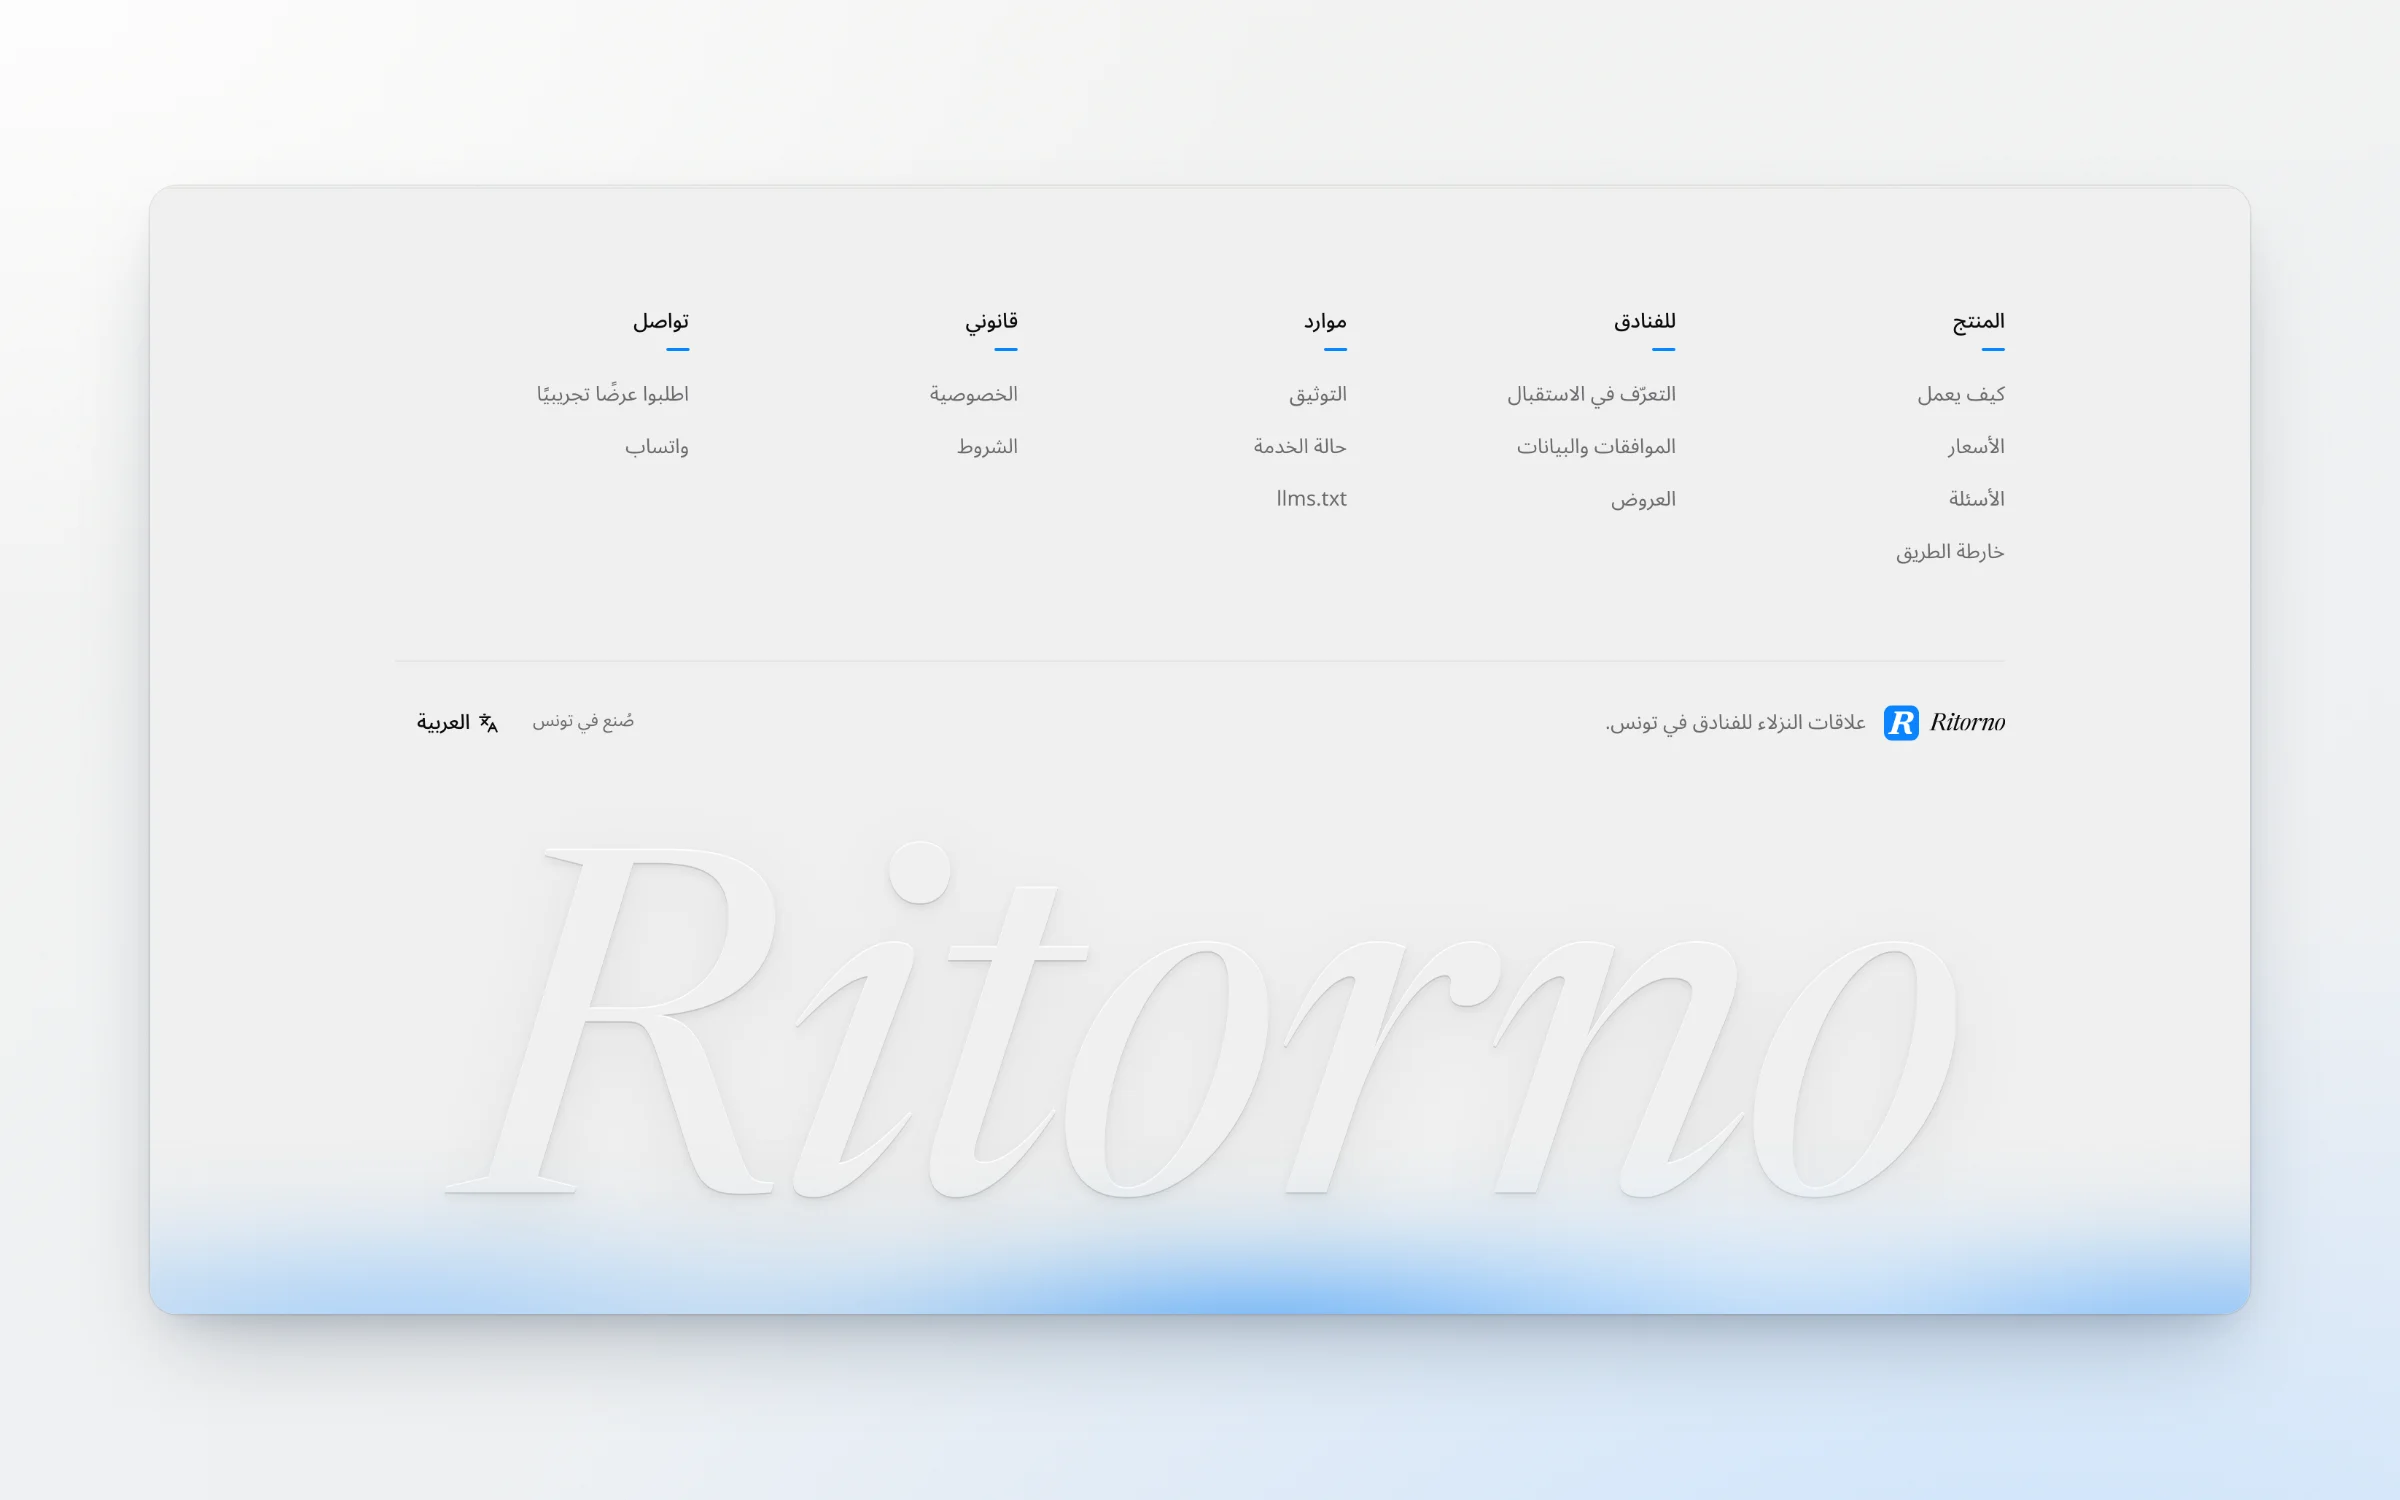 المنتج
كيف يعمل
الأسعار
الأسئلة
خارطة الطريق
للفنادق
التعرّف في الاستقبال
الموافقات والبيانات
العروض
موارد
التوثيق
حالة الخدمة
llms.txt
قانوني
الخصوصية
الشروط
تواصل
اطلبوا عرضًا تجريبيًا
واتساب
Ritorno R علاقات النزلاء للفنادق في تونس.
صُنع في تونس
العربية
Ritorno